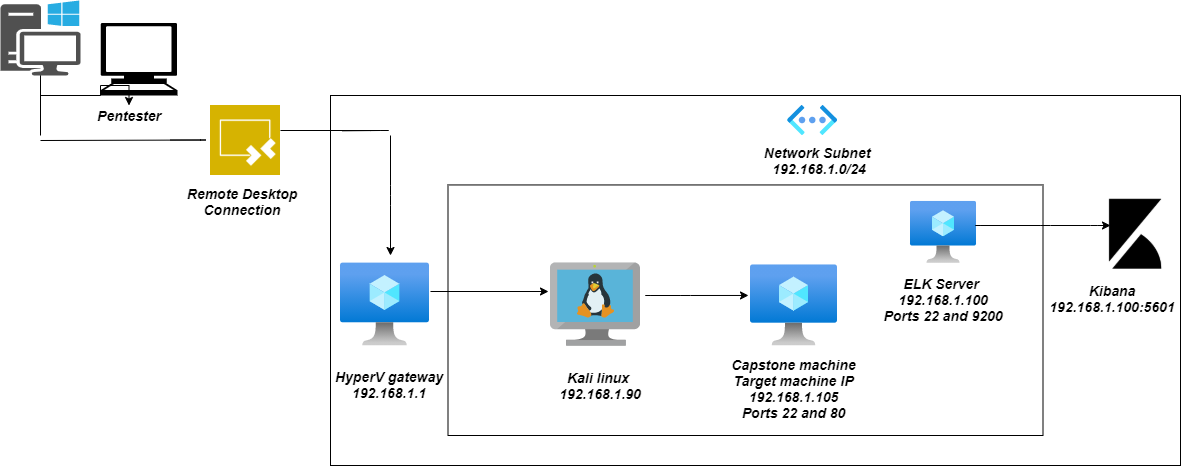 Pentester
Remote Desktop
Connection
Network Subnet
192.168.1.0/24
HyperV gateway
192.168.1.1
Kali linux
192.168.1.90
Capstone machine
Target machine IP
192.168.1.105
Ports 22 and 80
ELK Server
192.168.1.100
Ports 22 and 9200
Kibana
192.168.1.100:5601